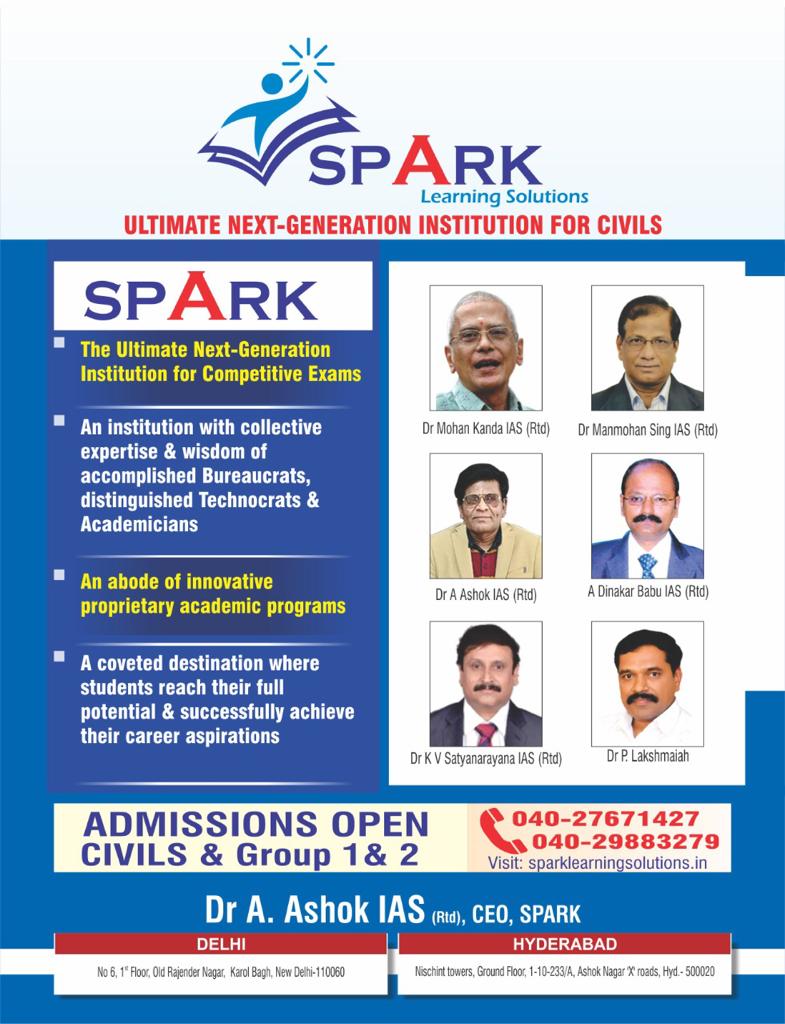 SPARK
Learning Solutions
ULTIMATE NEXT-GENERATION INSTITUTION FOR CIVILS
SPARK
The Ultimate Next-Generation
Institution for Competitive Exams
An institution with collective
expertise & wisdom of
accomplished Bureaucrats,
distinguished Technocrats &
Academicians
An abode of innovative
proprietary academic programs
A coveted destination where
students reach their full
potential & successfully achieve
their career aspirations
Dr Mohan Kanda IAS (Rtd)
Dr Manmohan Sing IAS (Rtd)
Dr A Ashok IAS (Rtd)
A Dinakar Babu IAS (Rtd)
Dr K V Satyanarayana IAS (Rtd)
Dr P. Lakshmaiah
ADMISSIONS OPEN
CIVILS & Group 1& 2
040-27671427
040-29883279
Visit: sparklearningsolutions.in
Dr A. Ashok IAS (Rtd), CEO, SPARK
DELHI
No 6, 1st Floor, Old Rajender Nagar, Karol Bagh, New Delhi-110060
HYDERABAD
Nischint towers, Ground Floor, 1-10-233/A, Ashok Nagar 'X' roads, Hyd.- 500020